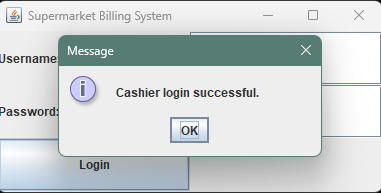 Supermarket Billing System
Message
Username:
Cashier login successful.
Password:
OK
Login